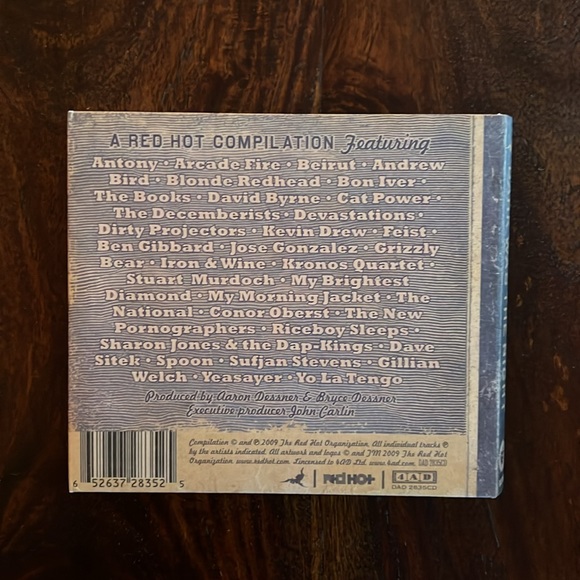 A RED HOT COMPILATION Featuring
Antony • Arcade Fire • Beirut • Andrew
Bird • Blonde Redhead • Bon Iver •
The Books • David Byrne • Cat Power •
The Decemberists • Devastations •
Dirty Projectors • Kevin Drew • Feist •
Ben Gibbard • Jose Gonzalez • Grizzly
Bear • Iron & Wine • Kronos Quartet •
Stuart Murdoch • My Brightest
Diamond • My Morning Jacket • The
National • Conor Oberst • The New
Pornographers • Riceboy Sleeps •
Sharon Jones & the Dap-Kings • Dave
Sitek • Spoon • Sufjan Stevens • Gillian
Welch • Yeasayer • Yo La Tengo
Produced by Aaron Dessner & Bryce Dessner
Executive producer John Carlin
Compilation © and ℗ 2009 The Red Hot Organization. All individual tracks ℗
by the artists indicated. All artwork and logos © and TM 2009 The Red Hot
Organization. www.redhot.com. Licensed to 4AD Ltd. www.4ad.com. DAD 2835CD
6 52637 28352 5
Red Hot
4AD
DAD 2835CD